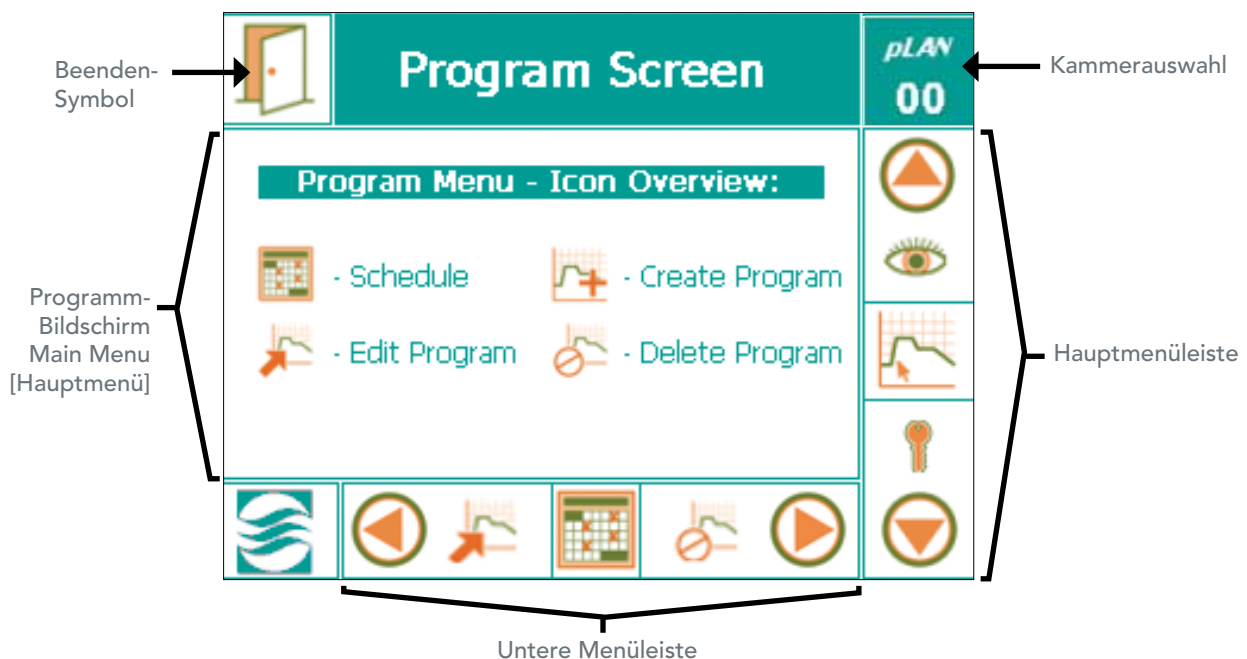 Beenden-
Symbol
Program Screen
pLAN
00
Kammerauswahl
Program Menu - Icon Overview:
- Schedule
- Create Program
- Edit Program
- Delete Program
Programm-
Bildschirm
Main Menu
[Hauptmenü]
Hauptmenüleiste
Untere Menüleiste